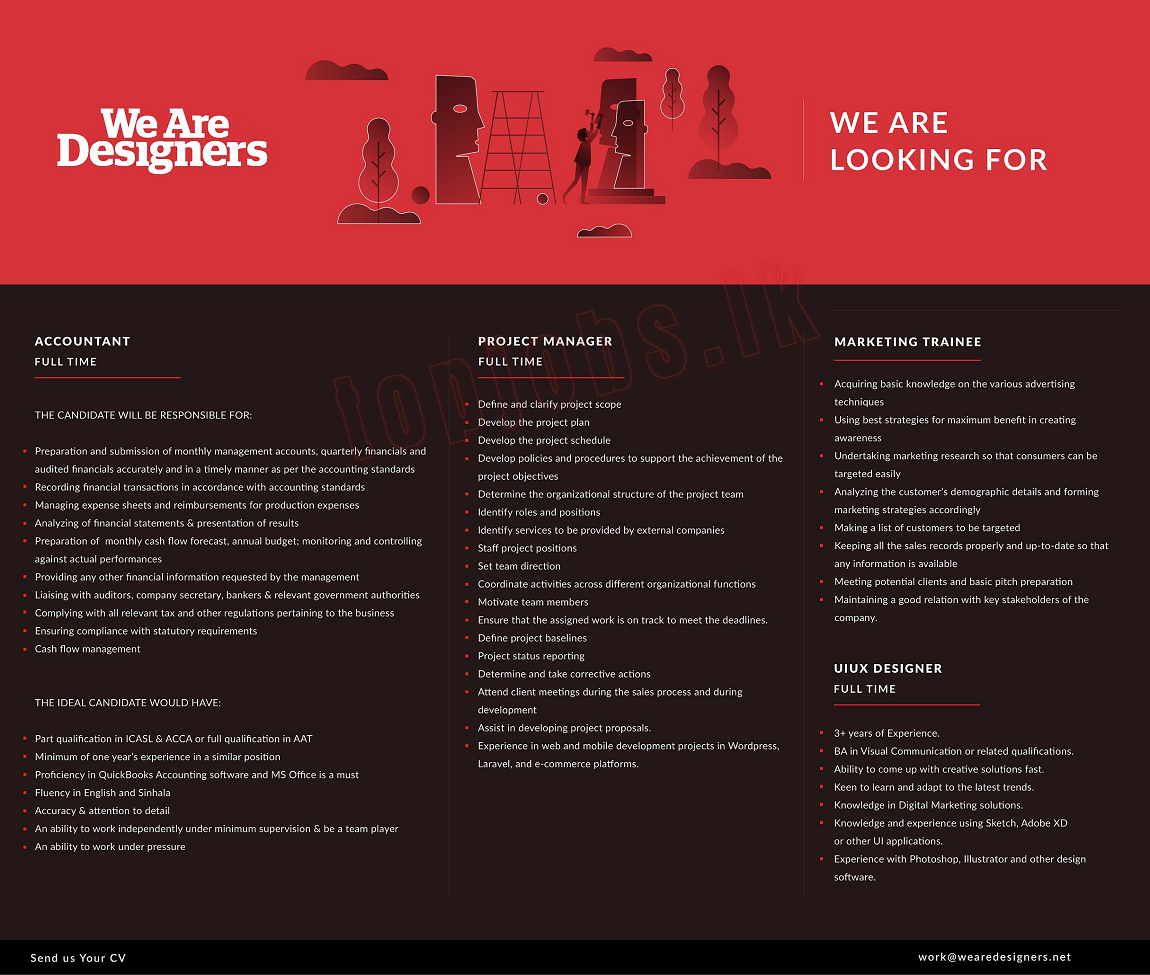 We Are
Designers
WE ARE
LOOKING FOR
topjobs.lk
ACCOUNTANT
FULL TIME
THE CANDIDATE WILL BE RESPONSIBLE FOR:
Preparation and submission of monthly management accounts, quarterly financials and
audited financials accurately and in a timely manner as per the accounting standards
Recording financial transactions in accordance with accounting standards
Managing expense sheets and reimbursements for production expenses
Analyzing of financial statements & presentation of results
Preparation of  monthly cash flow forecast, annual budget; monitoring and controlling
against actual performances
Providing any other financial information requested by the management
Liaising with auditors, company secretary, bankers & relevant government authorities
Complying with all relevant tax and other regulations pertaining to the business
Ensuring compliance with statutory requirements
Cash flow management
THE IDEAL CANDIDATE WOULD HAVE:
Part qualification in ICASL & ACCA or full qualification in AAT
Minimum of one year's experience in a similar position
Proficiency in QuickBooks Accounting software and MS Office is a must
Fluency in English and Sinhala
Accuracy & attention to detail
An ability to work independently under minimum supervision & be a team player
An ability to work under pressure
PROJECT MANAGER
FULL TIME
Define and clarify project scope
Develop the project plan
Develop the project schedule
Develop policies and procedures to support the achievement of the
project objectives
Determine the organizational structure of the project team
Identify roles and positions
Identify services to be provided by external companies
Staff project positions
Set team direction
Coordinate activities across different organizational functions
Motivate team members
Ensure that the assigned work is on track to meet the deadlines.
Define project baselines
Project status reporting
Determine and take corrective actions
Attend client meetings during the sales process and during
development
Assist in developing project proposals.
Experience in web and mobile development projects in Wordpress,
Laravel, and e-commerce platforms.
MARKETING TRAINEE
Acquiring basic knowledge on the various advertising
techniques
Using best strategies for maximum benefit in creating
awareness
Undertaking marketing research so that consumers can be
targeted easily
Analyzing the customer's demographic details and forming
marketing strategies accordingly
Making a list of customers to be targeted
Keeping all the sales records properly and up-to-date so that
any information is available
Meeting potential clients and basic pitch preparation
Maintaining a good relation with key stakeholders of the
company.
UIUX DESIGNER
FULL TIME
3+ years of Experience.
BA in Visual Communication or related qualifications.
Ability to come up with creative solutions fast.
Keen to learn and adapt to the latest trends.
Knowledge in Digital Marketing solutions.
Knowledge and experience using Sketch, Adobe XD
or other UI applications.
Experience with Photoshop, Illustrator and other design
software.
Send us Your CV
work@wearedesigners.net